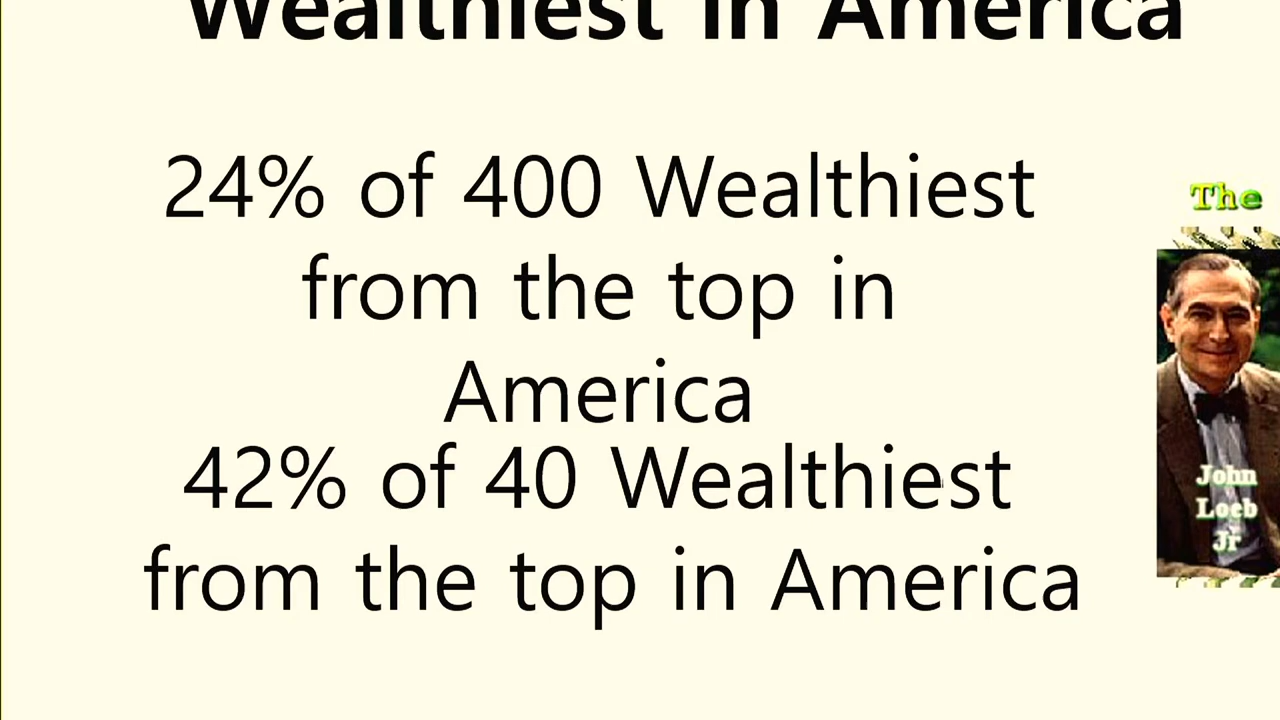 Wealthiest in America
24% of 400 Wealthiest
from the top in
America
42% of 40 Wealthiest
from the top in America
The
John
Loeb
Jr